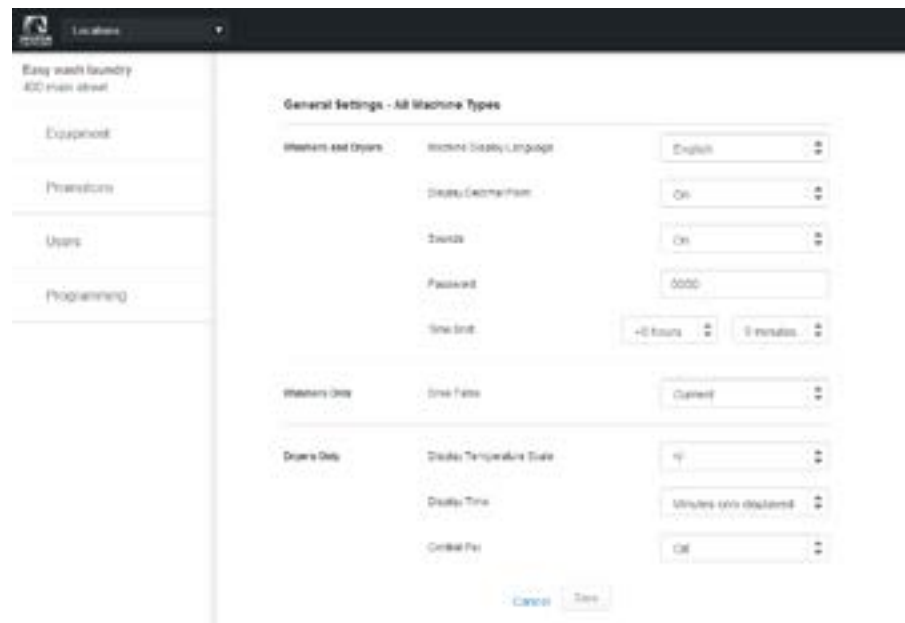 Locations
Easy wash laundry
400 main street
Equipment
Promotions
Users
Programming
General Settings - All Machine Types
Washers and Dryers
Machine Display Language
English
Display Decimal Point
On
Sounds
On
Password
0000
Time Shift
+0 hours
0 minutes
Washers Only
Current
Dryers Only
Display Temperature Scale
Display Time
Minutes only displayed
Off
Cancel
Save